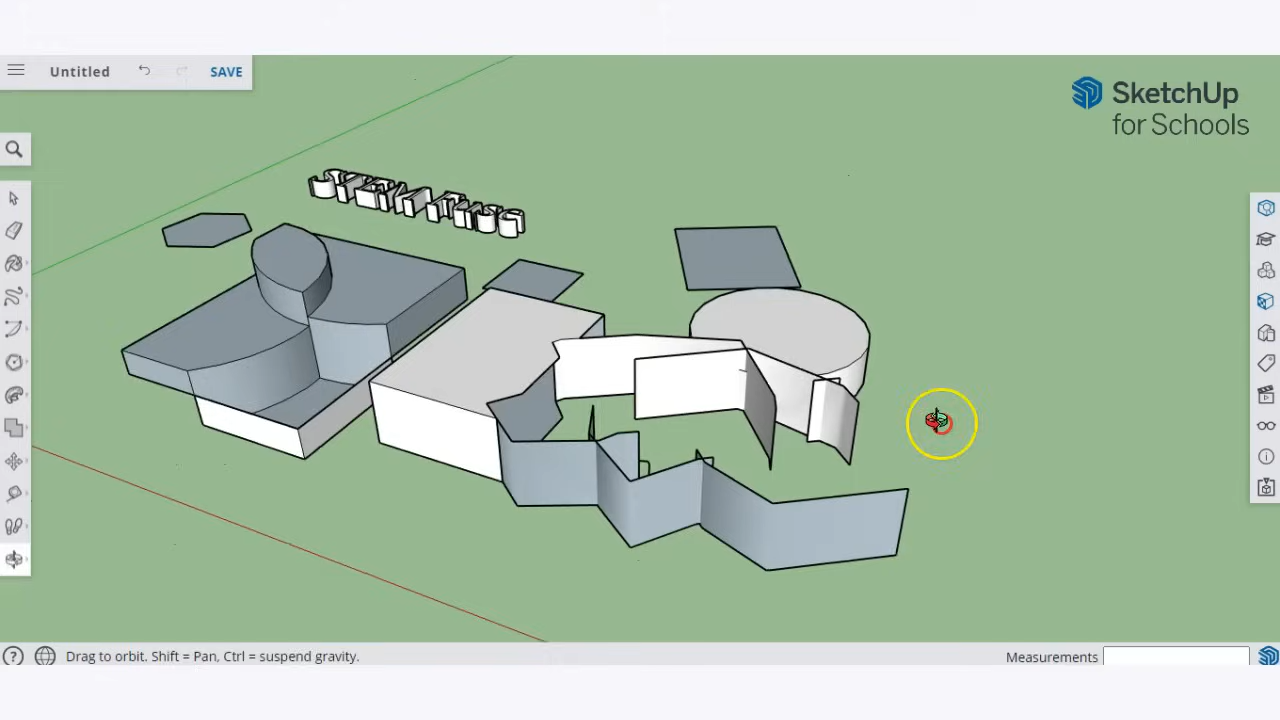 Untitled
SAVE
SketchUp
for Schools
Drag to orbit. Shift = Pan, Ctrl = suspend gravity.
Measurements